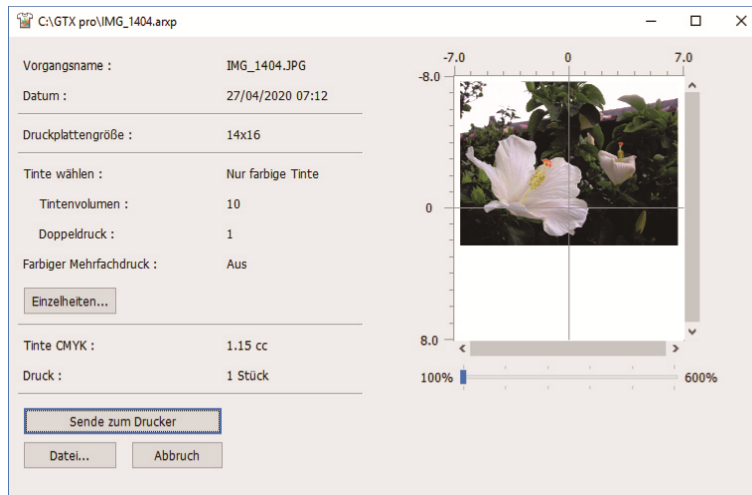 C:\GTX pro\IMG_1404.arxp
Vorgangsname : IMG_1404.JPG
Datum : 27/04/2020 07:12
Druckplattengröße : 14x16
Tinte wählen : Nur farbige Tinte
Tintenvolumen : 10
Doppeldruck : 1
Farbiger Mehrfachdruck : Aus
Einzelheiten...
Tinte CMYK : 1.15 cc
Druck : 1 Stück
Sende zum Drucker
Datei... Abbruch
-7.0 0 7.0
-8.0
0
8.0
100% 600%